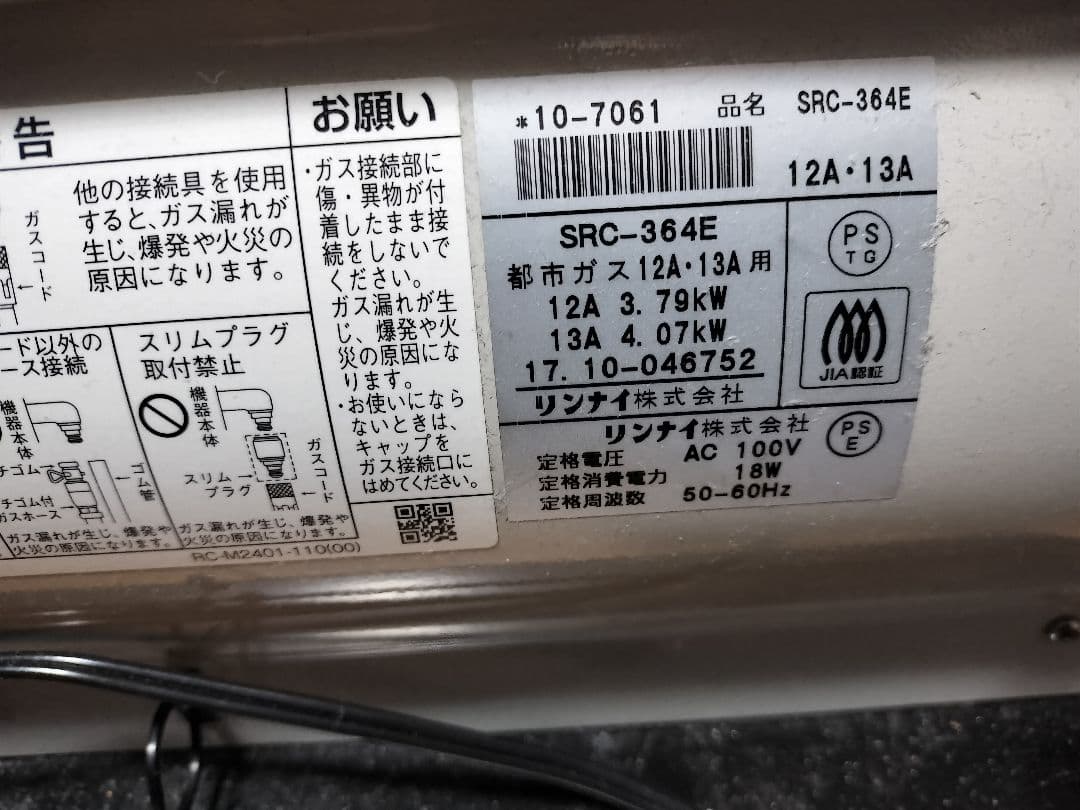 告
他の接続具を使用
すると、ガス漏れが
生じ、爆発や火災の
原因になります。
ガスコード
ード以外の
ース接続
機器本体
チゴム
ゴム管
チゴム付
ガスホース
ガス漏れが生じ、爆発や
火災の原因になります。
スリムプラグ
取付禁止
機器本体
ガスコード
スリム
プラグ
ガス漏れが生じ、爆発や
火災の原因になります。
RC-M2401-110(00)
お願い
・ガス接続部に
傷・異物が付
着したまま接
続をしないで
ください。
ガス漏れが生
じ、爆発や火
災の原因にな
ります。
・お使いになら
ないときは、
キャップを
ガス接続口に
はめてください。
*10-7061 品名 SRC-364E
12A・13A
SRC-364E
都市ガス12A・13A用
12A 3.79kW
13A 4.07kW
17.10-046752
リンナイ株式会社
PS
TG
JIA認証
リンナイ株式会社
定格電圧 AC 100V
定格消費電力 18W
定格周波数 50-60Hz
PS
E